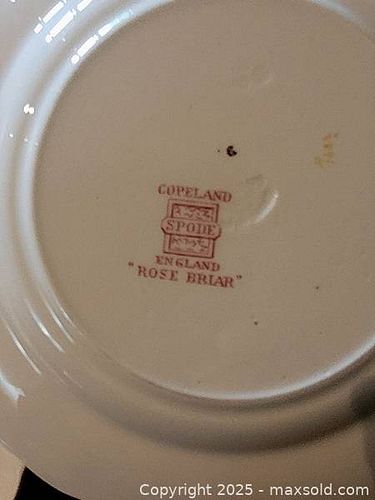 COPELAND
SPODE
ENGLAND
"ROSE BRIAR"
Copyright 2025 - maxsold.com